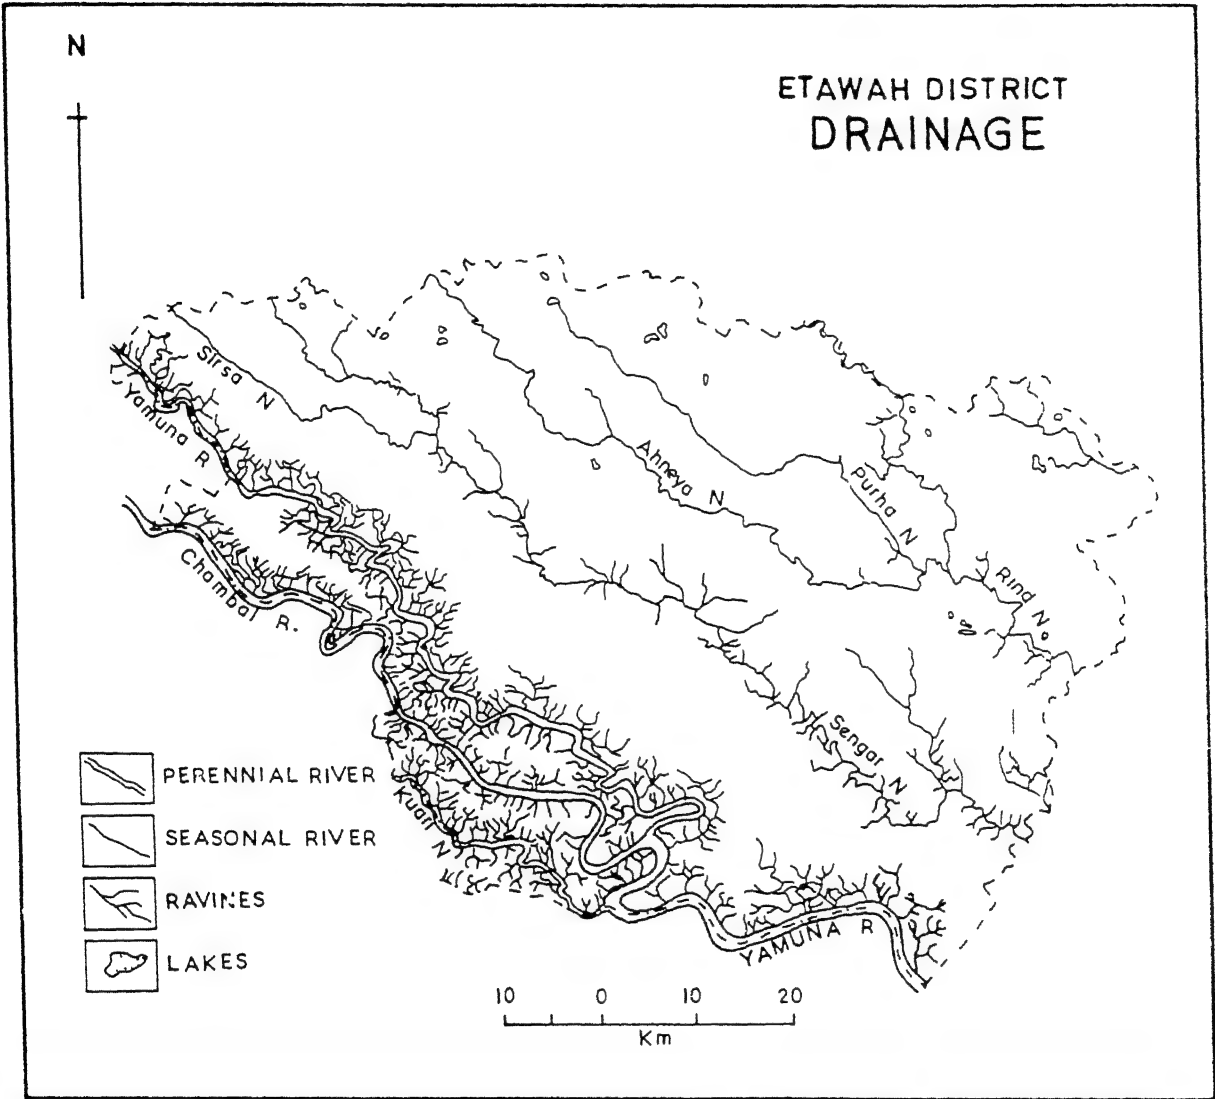 N
ETAWAH DISTRICT
DRAINAGE
Sirsa N
Yamuna R
Ahneya N
Purha N
Chambal R.
Rind N.
Sengar N
Kuari N
PERENNIAL RIVER
SEASONAL RIVER
RAVINES
LAKES
YAMUNA R
10 0 10 20
Km